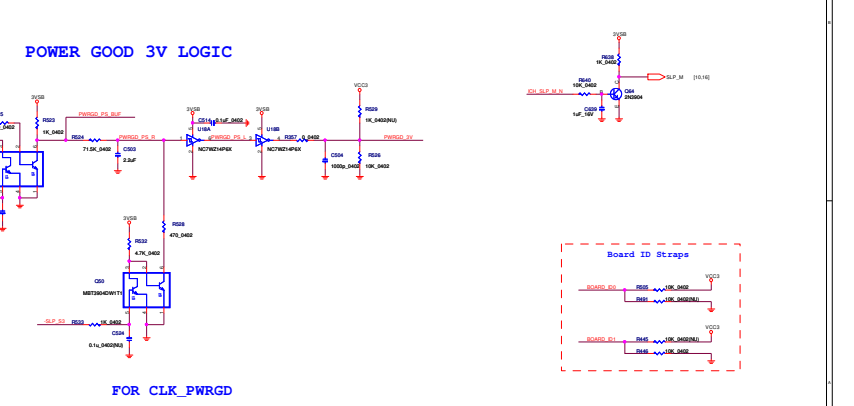 POWER GOOD 3V LOGIC
3VSB
R638
1K_0402
SLP_M [10,16]
R640
10K_0402
ICH_SLP_M_N
Q64
2N3904
C639
1uF_16V
3VSB
R523
1K_0402
PWRGD_PS_BUF
R524
71.5K_0402
PWRGD_PS_R
C503
2.2uF
3VSB
C514 0.1uF_0402
U18A
NC7WZ14P6X
PWRGD_PS_L
3VSB
U18B
NC7WZ14P6X
R357 0_0402
VCC3
R529
1K_0402(NU)
PWRGD_3V
C504
1000p_0402
R526
10K_0402
R528
470_0402
3VSB
R532
4.7K_0402
Q50
MBT3904DW1T1
SLP_S3
R533 1K_0402
C524
0.1u_0402(NU)
FOR CLK_PWRGD
Board ID Straps
VCC3
BOARD_ID0
R505 10K_0402
R491 10K_0402(NU)
VCC3
BOARD_ID1
R445 10K_0402(NU)
R446 10K_0402
B
A